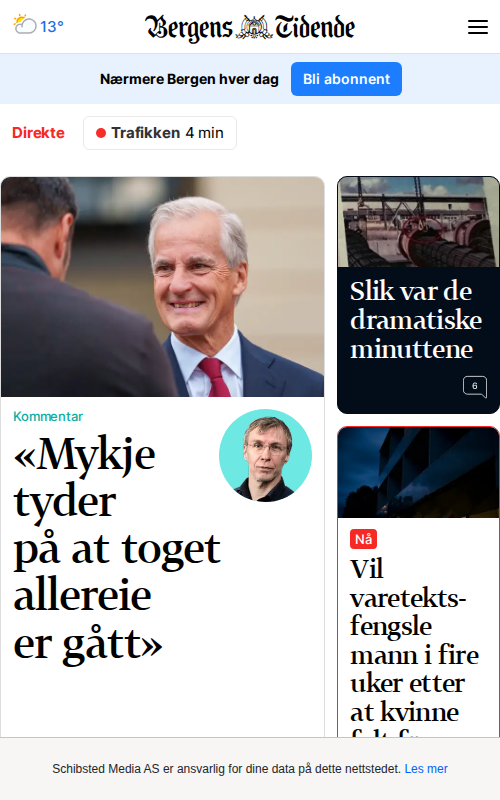 13°
Bergens Tidende
Nærmere Bergen hver dag
Bli abonnent
Direkte
Trafikken 4 min
Kommentar
«Mykje
tyder
på at toget
allereie
er gått»
Slik var de
dramatiske
minuttene
6
Nå
Vil
varetekts-
fengsle
mann i fire
uker etter
at kvinne
Schibsted Media AS er ansvarlig for dine data på dette nettstedet. Les mer